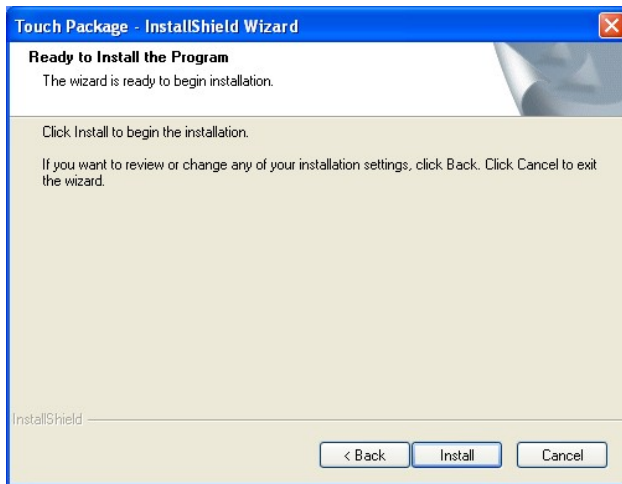 Touch Package - InstallShield Wizard
Ready to Install the Program
The wizard is ready to begin installation.
Click Install to begin the installation.
If you want to review or change any of your installation settings, click Back. Click Cancel to exit
the wizard.
InstallShield
< Back Install Cancel